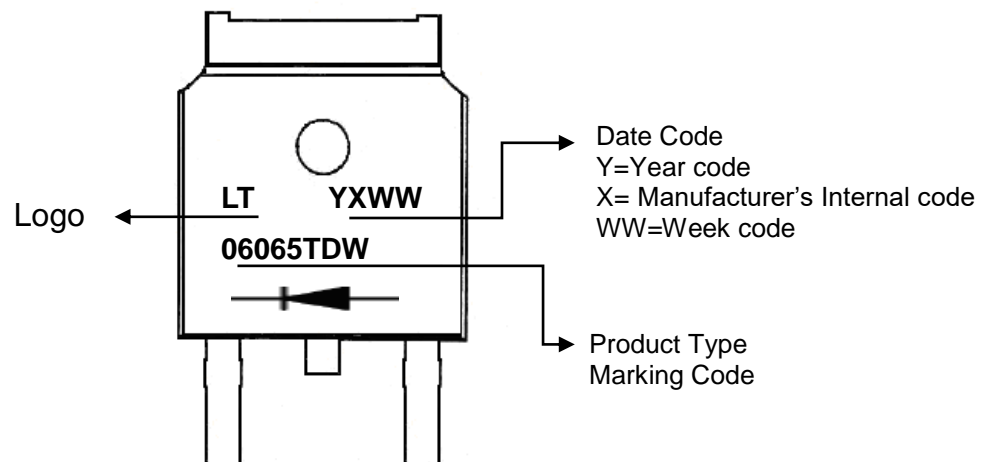 Date Code
Y=Year code
LT YXWW
X= Manufacturer's Internal code
Logo
WW=Week code
06065TDW
Product Type
Marking Code